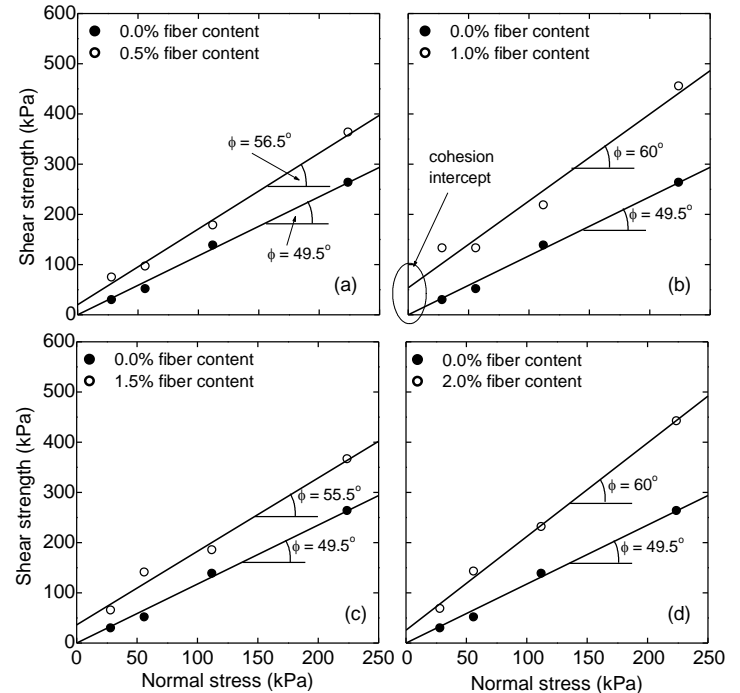 600
500
400
300
200
100
0
Shear strength (kPa)
0.0% fiber content
0.5% fiber content
ϕ = 56.5°
ϕ = 49.5°
(a)
0.0% fiber content
1.0% fiber content
cohesion
intercept
ϕ = 60°
ϕ = 49.5°
(b)
600
500
400
300
200
100
0
Shear strength (kPa)
0.0% fiber content
1.5% fiber content
ϕ = 55.5°
ϕ = 49.5°
(c)
0 50 100 150 200 250
Normal stress (kPa)
0.0% fiber content
2.0% fiber content
ϕ = 60°
ϕ = 49.5°
(d)
0 50 100 150 200 250
Normal stress (kPa)